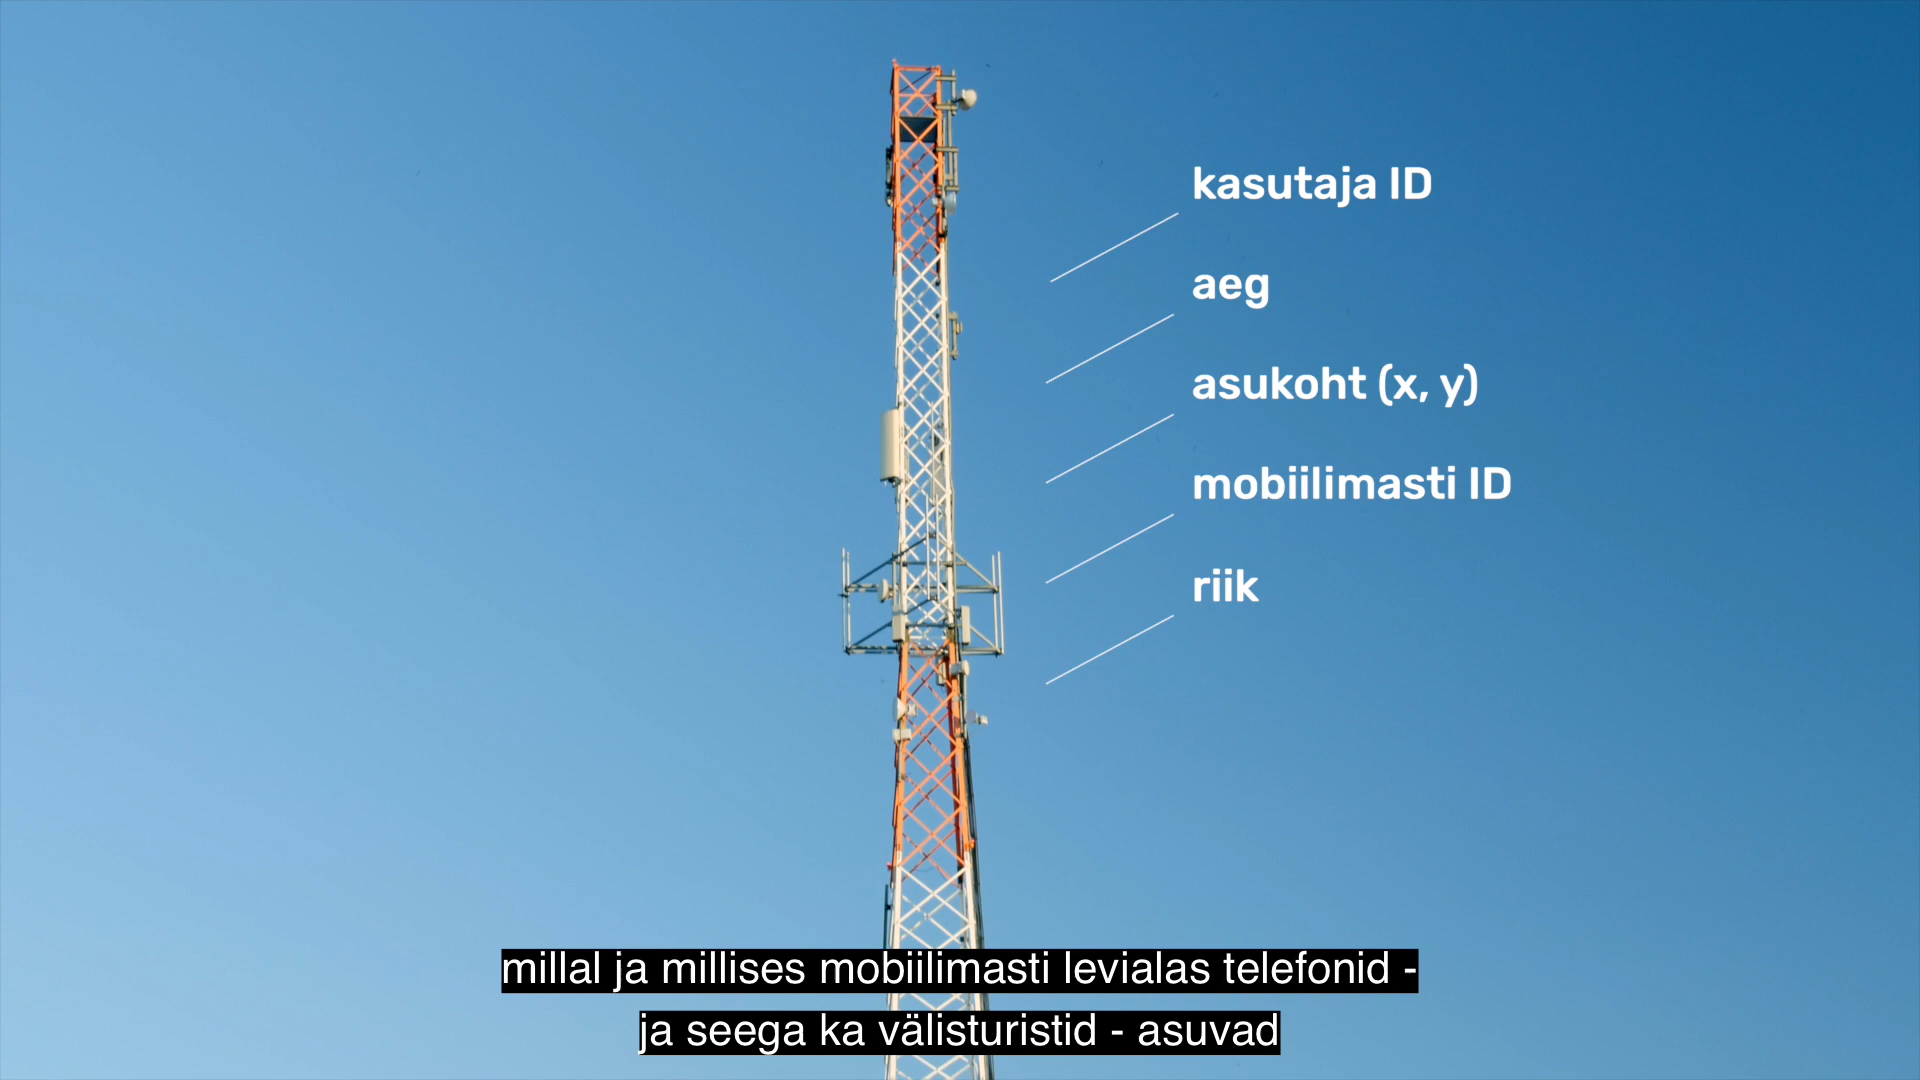 kasutaja ID
aeg
asukoht (x, y)
mobiilimasti ID
riik
millal ja millises mobiilimasti levialas telefonid -
ja seega ka välisturistid - asuvad